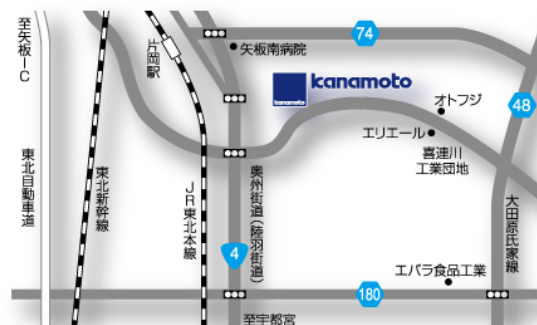 至矢板IC
東北自動車道
東北新幹線
片岡駅
JR東北本線
矢板南病院
74
kanamoto
kanamoto
オトフジ
エリエール
喜連川
工業団地
48
奥州街道(陸羽街道)
4
大田原氏家線
エバラ食品工業
180
至宇都宮